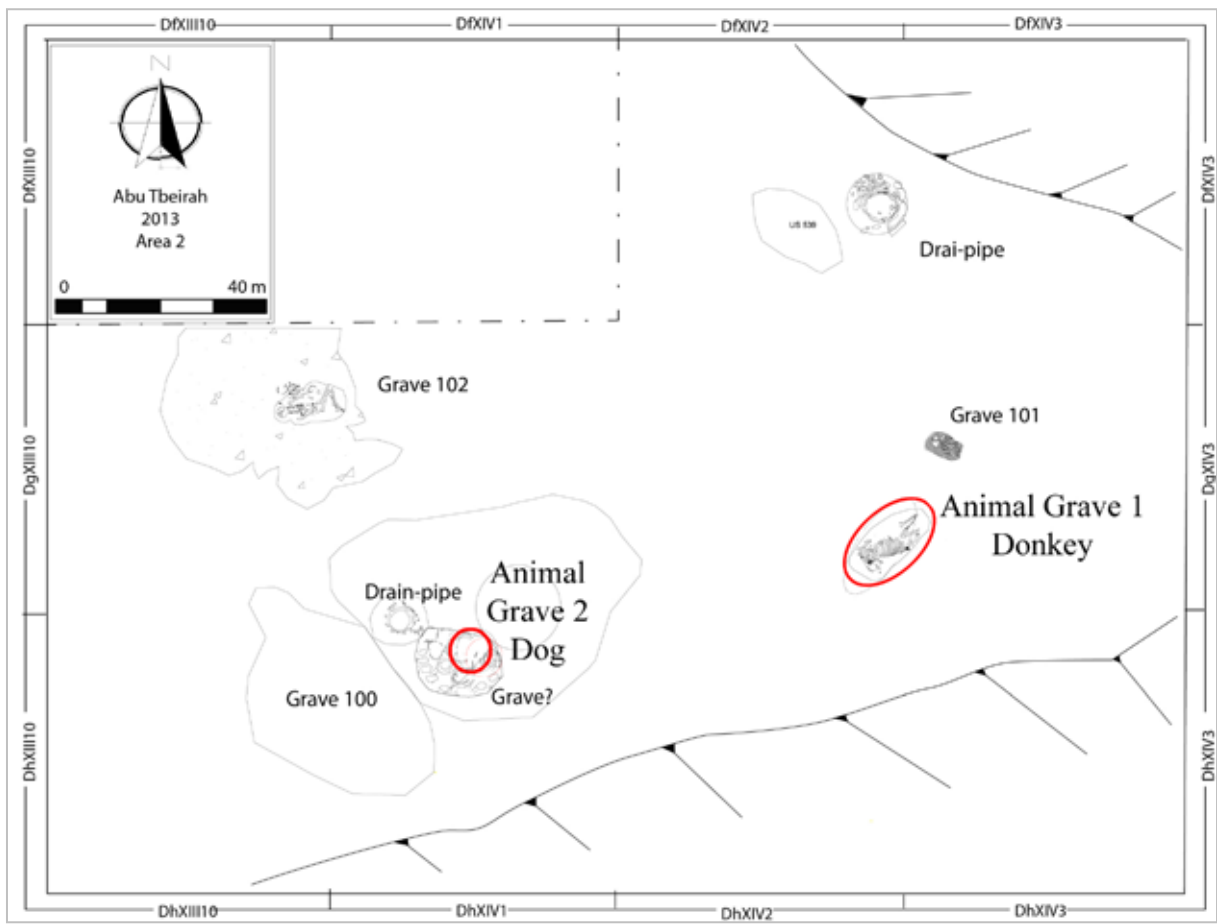 DfXIII10
DfXIV1
DfXIV2
DfXIV3
DfXIII10
N
Abu Tbeirah
2013
Area 2
0
40 m
US 539
Drai-pipe
DfXIV3
Grave 102
Grave 101
DgXIII10
Animal Grave 1
Donkey
DgXIV3
Drain-pipe
Animal
Grave 2
Dog
Grave 100
Grave?
DhXIII10
DhXIV3
DhXIII10
DhXIV1
DhXIV2
DhXIV3